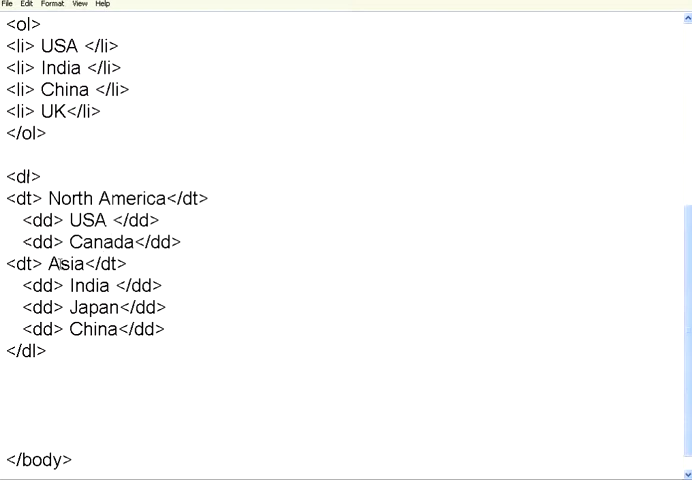 File Edit Format View Help
<ol>
<li> USA </li>
<li> India </li>
<li> China </li>
<li> UK</li>
</ol>
<dl>
<dt> North America</dt>
<dd> USA </dd>
<dd> Canada</dd>
<dt> Asia</dt>
<dd> India </dd>
<dd> Japan</dd>
<dd> China</dd>
</dl>
</body>